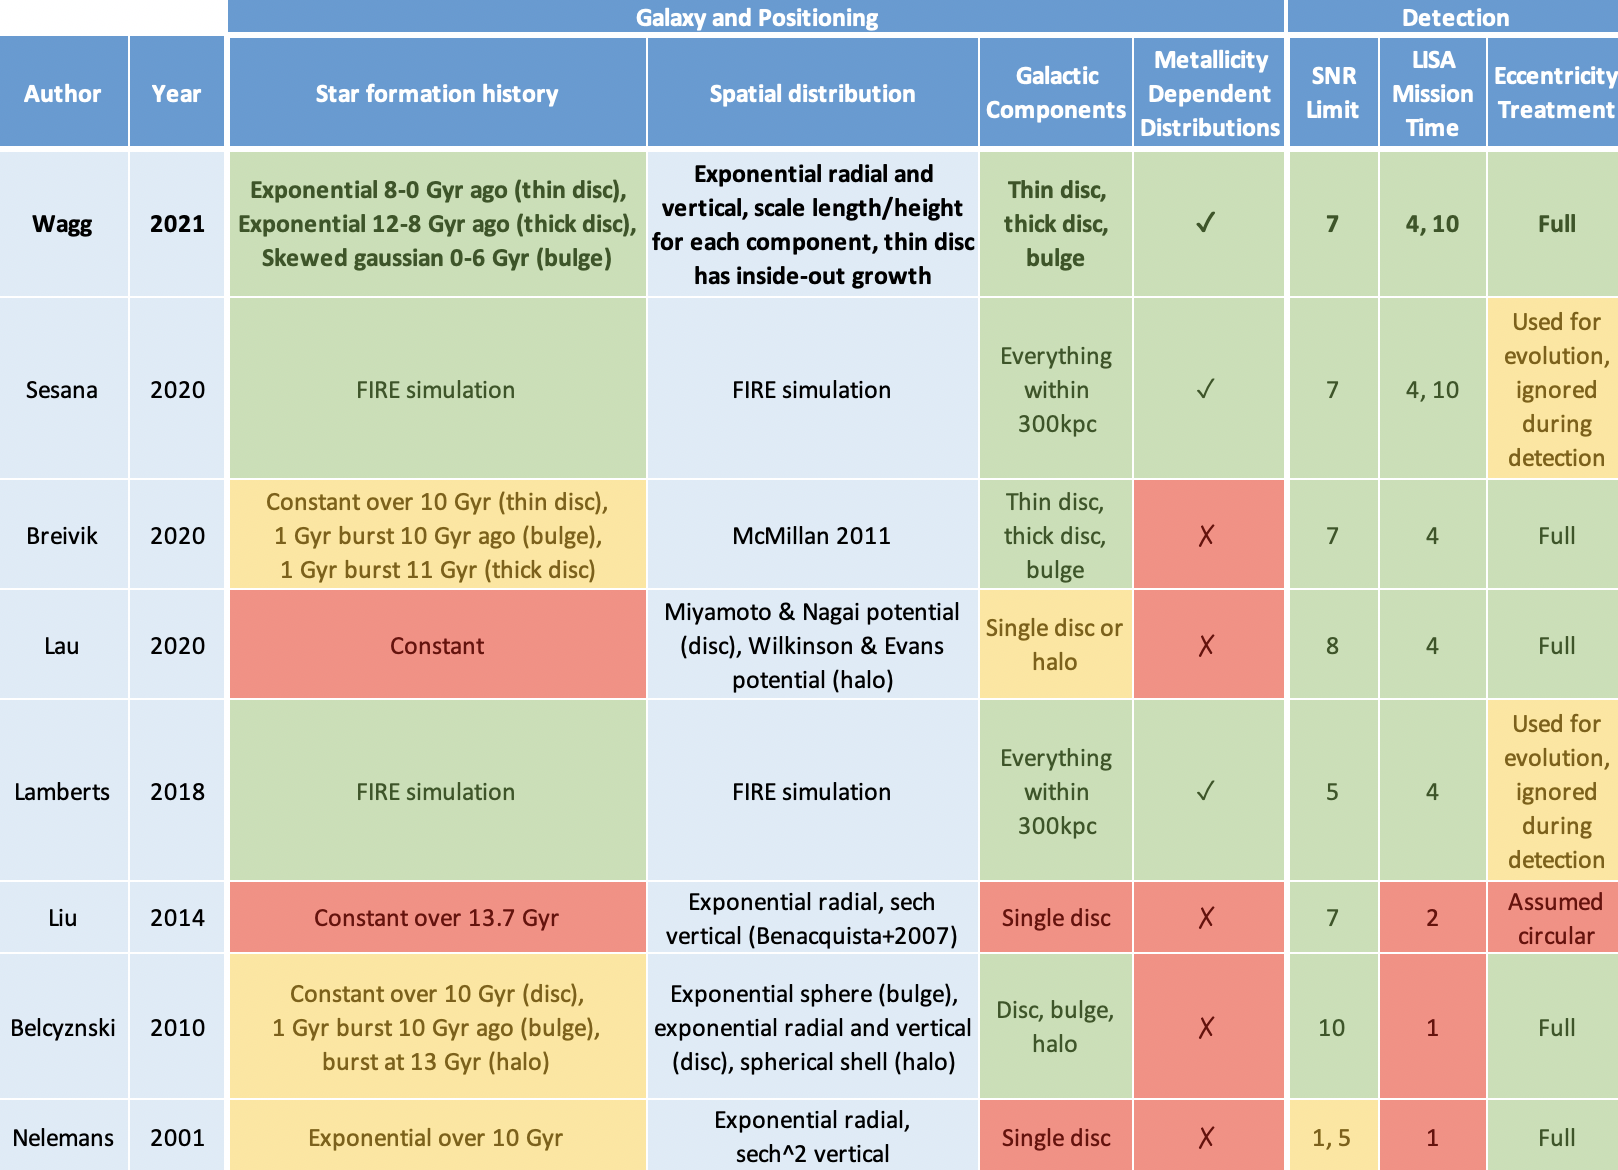 Galaxy and Positioning
Detection
Author
Year
Star formation history
Spatial distribution
Galactic
Components
Metallicity
Dependent
Distributions
SNR
Limit
LISA
Mission
Time
Eccentricity
Treatment
Wagg
2021
Exponential 8-0 Gyr ago (thin disc),
Exponential 12-8 Gyr ago (thick disc),
Skewed gaussian 0-6 Gyr (bulge)
Exponential radial and
vertical, scale length/height
for each component, thin disc
has inside-out growth
Thin disc,
thick disc,
bulge
✓
7
4, 10
Full
Sesana
2020
FIRE simulation
FIRE simulation
Everything
within
300kpc
✓
7
4, 10
Used for
evolution,
ignored
during
detection
Breivik
2020
Constant over 10 Gyr (thin disc),
1 Gyr burst 10 Gyr ago (bulge),
1 Gyr burst 11 Gyr (thick disc)
McMillan 2011
Thin disc,
thick disc,
bulge
✗
7
4
Full
Lau
2020
Constant
Miyamoto & Nagai potential
(disc), Wilkinson & Evans
potential (halo)
Single disc or
halo
✗
8
4
Full
Lamberts
2018
FIRE simulation
FIRE simulation
Everything
within
300kpc
✓
5
4
Used for
evolution,
ignored
during
detection
Liu
2014
Constant over 13.7 Gyr
Exponential radial, sech
vertical (Benacquista+2007)
Single disc
✗
7
2
Assumed
circular
Belcyznski
2010
Constant over 10 Gyr (disc),
1 Gyr burst 10 Gyr ago (bulge),
burst at 13 Gyr (halo)
Exponential sphere (bulge),
exponential radial and vertical
(disc), spherical shell (halo)
Disc, bulge,
halo
✗
10
1
Full
Nelemans
2001
Exponential over 10 Gyr
Exponential radial,
sech^2 vertical
Single disc
✗
1, 5
1
Full